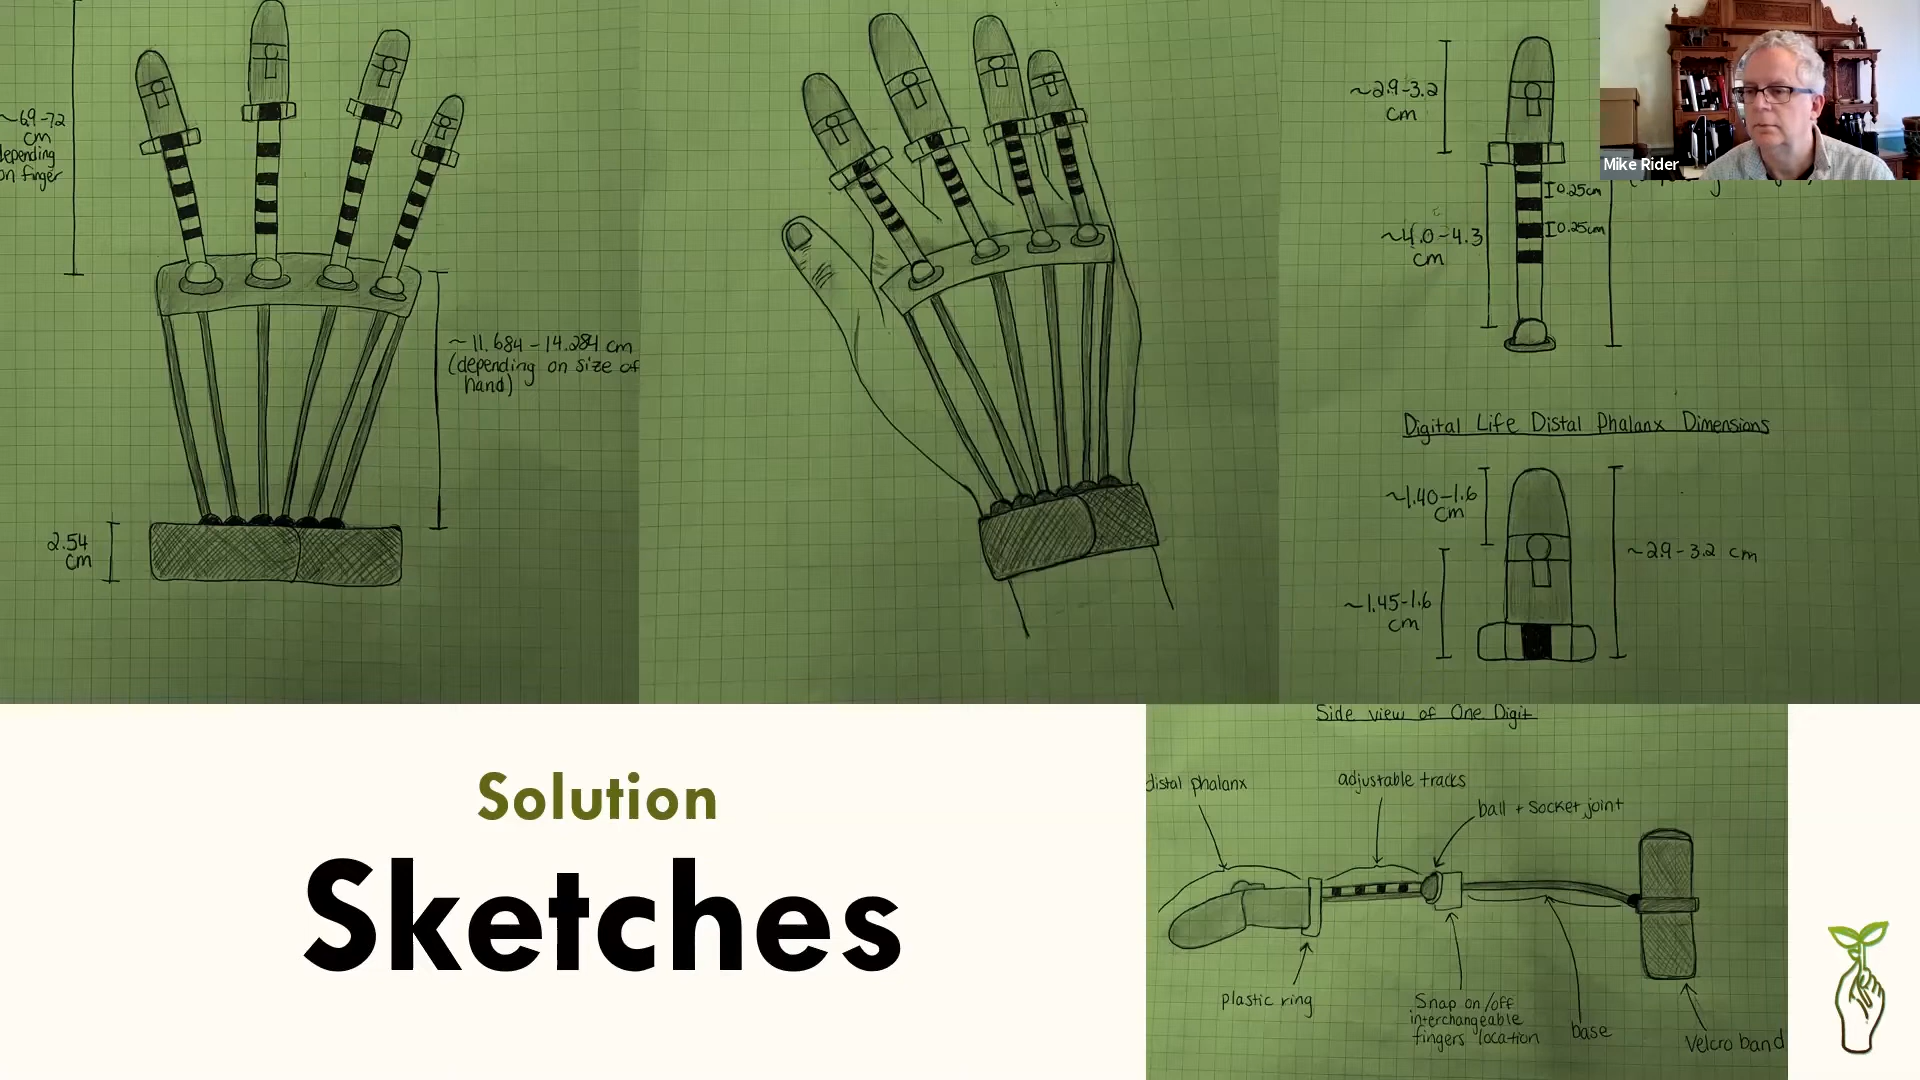 ~6.9-7.2
cm
depending
on finger
~11.684-14.284 cm
(depending on size of
hand)
2.54
cm
~2.9-3.2
cm
0.25cm
0.25cm
~4.0-4.3
cm
Mike Rider
Digital Life Distal Phalanx Dimensions
~1.40-1.6
cm
~2.9-3.2 cm
~1.45-1.6
cm
Solution
Sketches
Side view of One Digit
distal phalanx
adjustable tracks
ball + socket joint
plastic ring
Snap on/off
interchangeable
fingers location
base
Velcro band